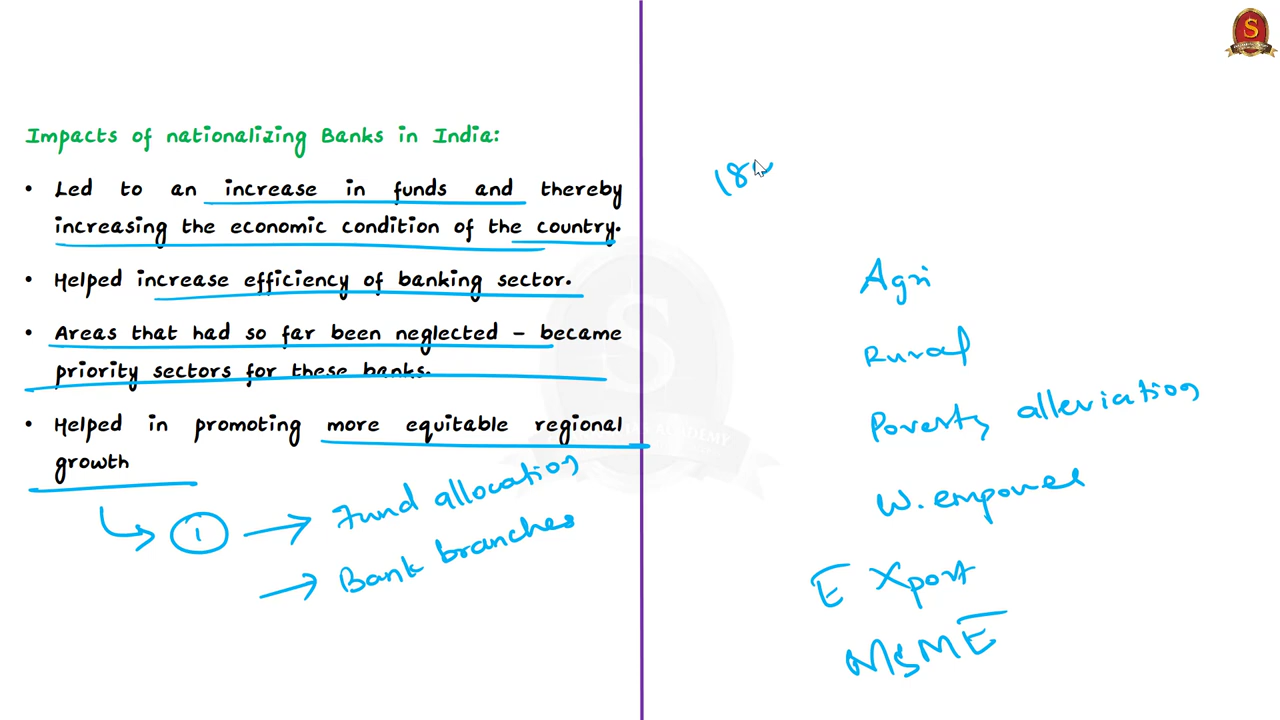 Impacts of nationalizing Banks in India:
• Led to an increase in funds and thereby
increasing the economic condition of the country.
• Helped increase efficiency of banking sector.
• Areas that had so far been neglected – became
priority sectors for these banks.
• Helped in promoting more equitable regional
growth
1 → Fund allocation
→ Bank branches
18
Agri
Rural
Poverty alleviation
W. empower
Export
MSME
S
ACADEMY
S